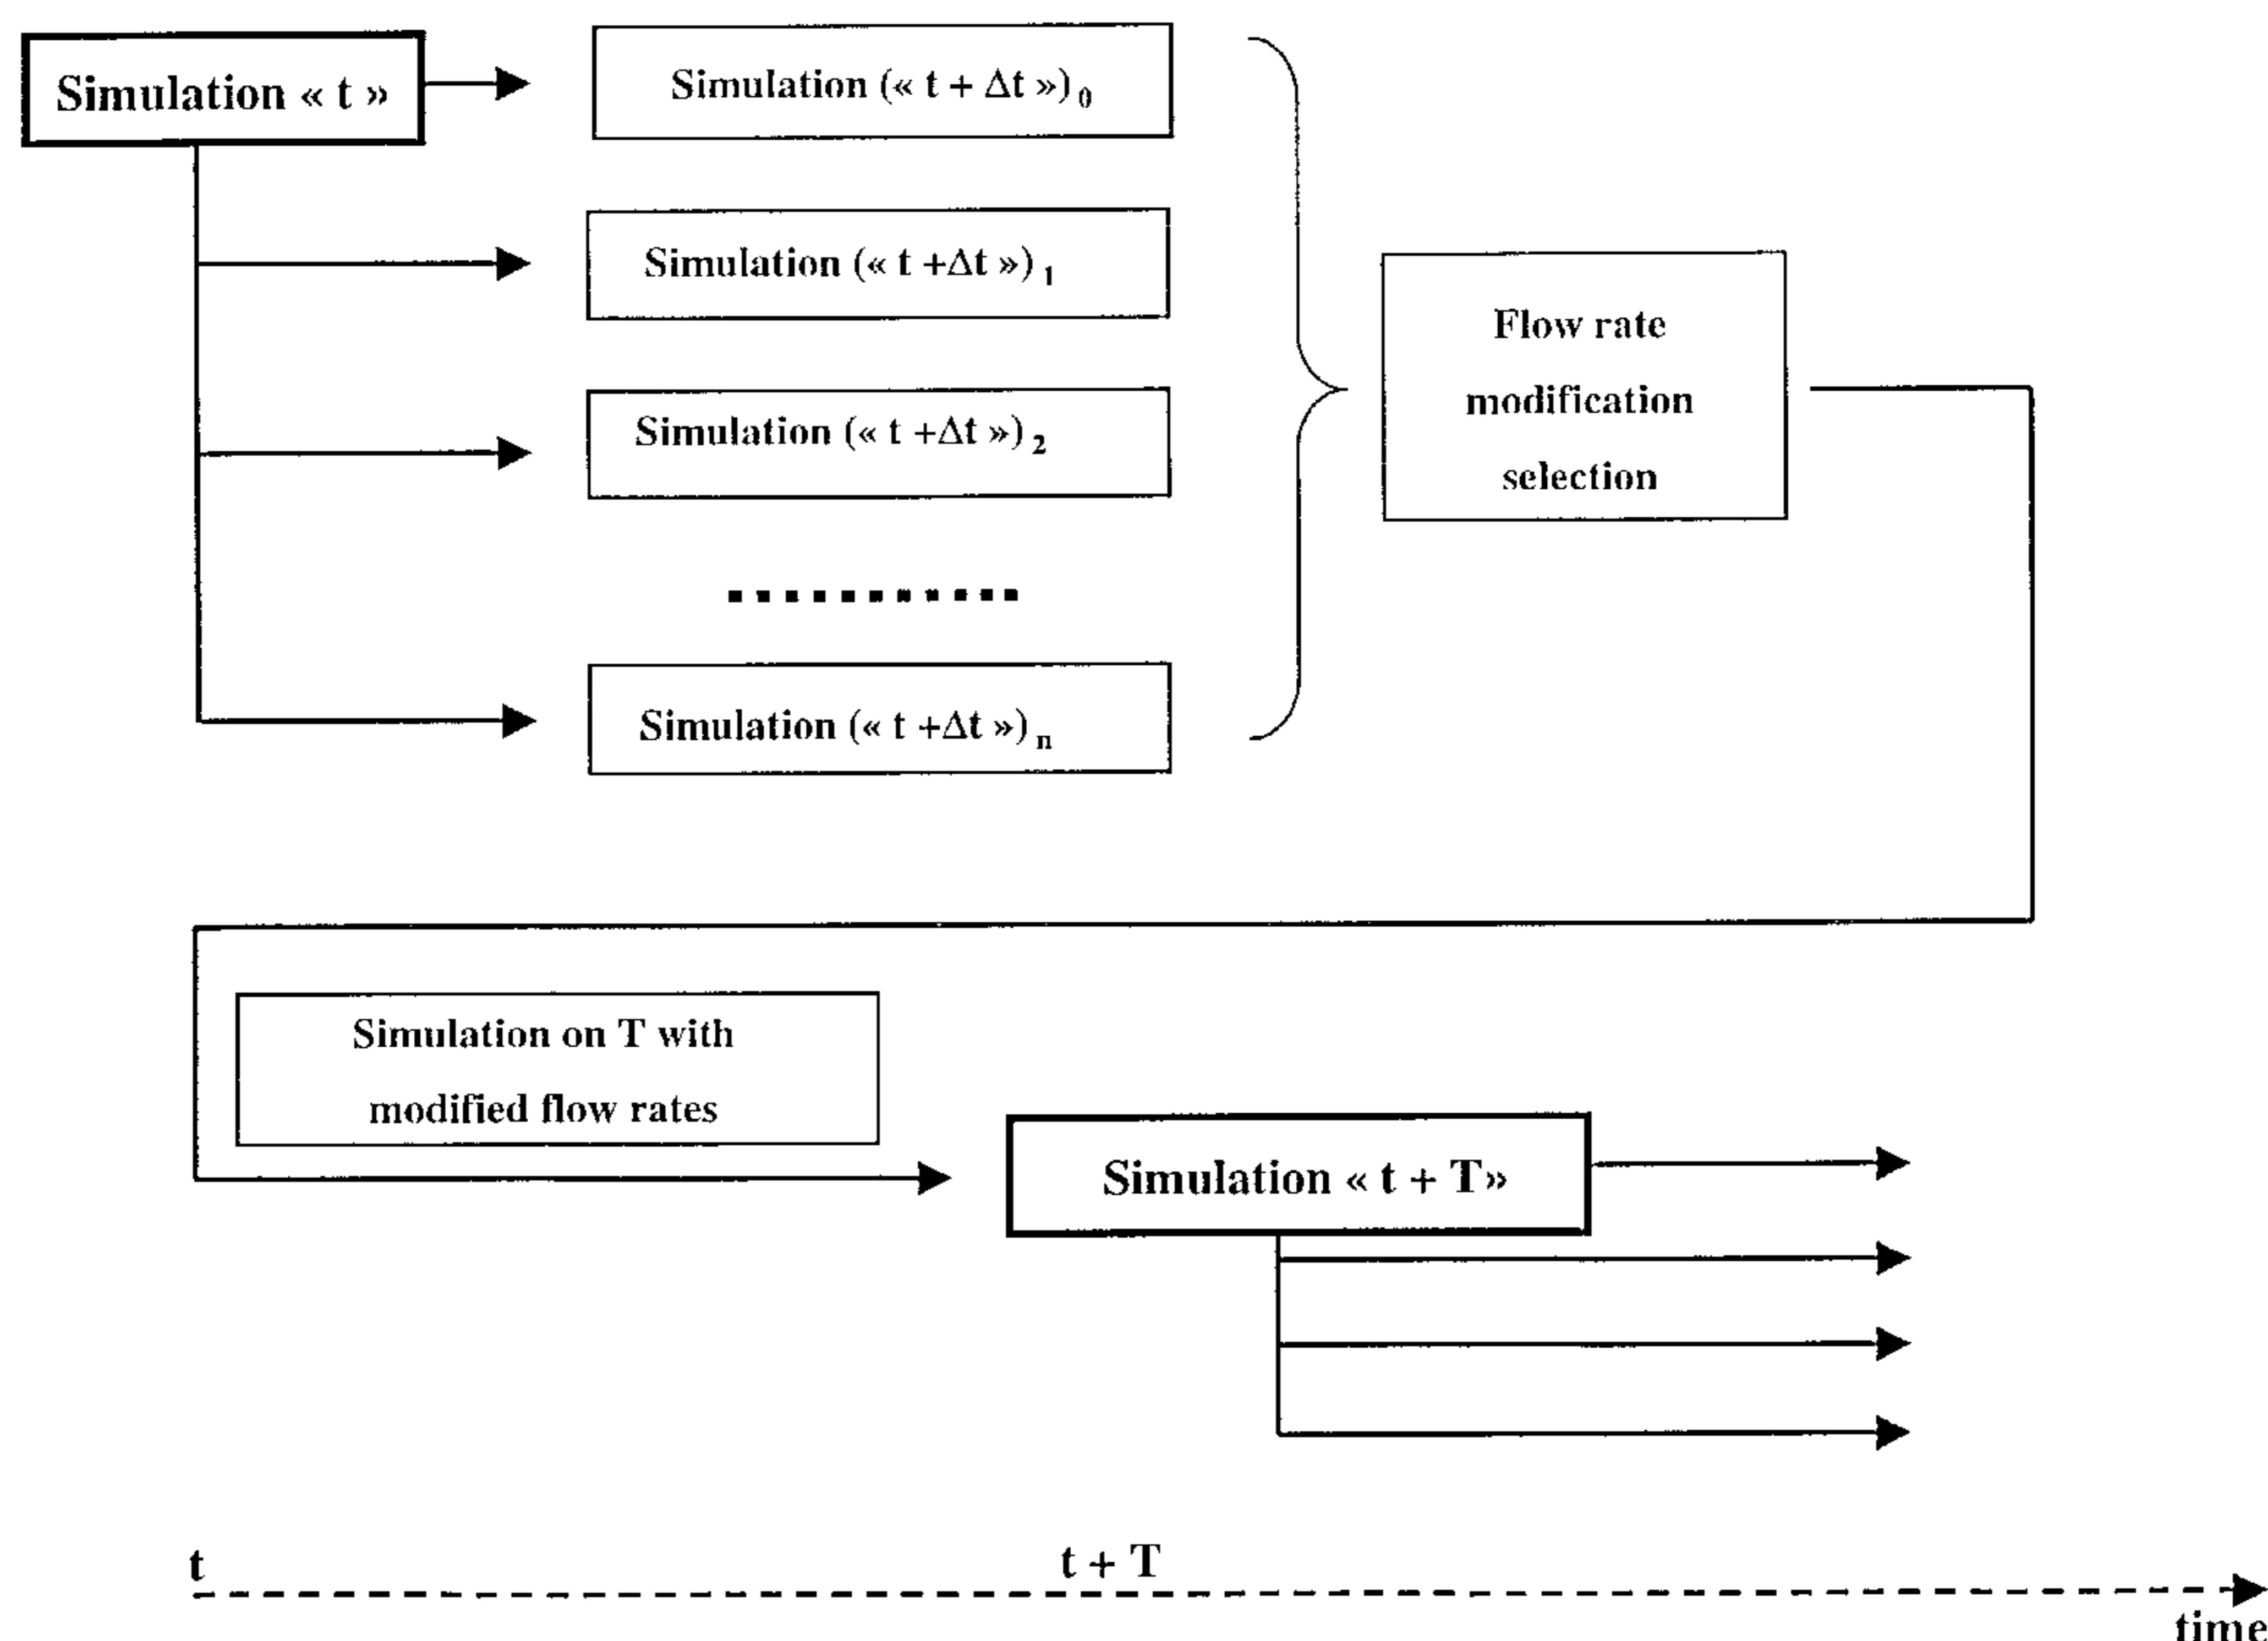 Simulation « t »
Simulation (« t + Δt ») 0
Simulation (« t +Δt ») 1
Simulation (« t +Δt ») 2
Simulation (« t +Δt ») n
Flow rate
modification
selection
Simulation on T with
modified flow rates
Simulation « t + T»
t
t + T
time